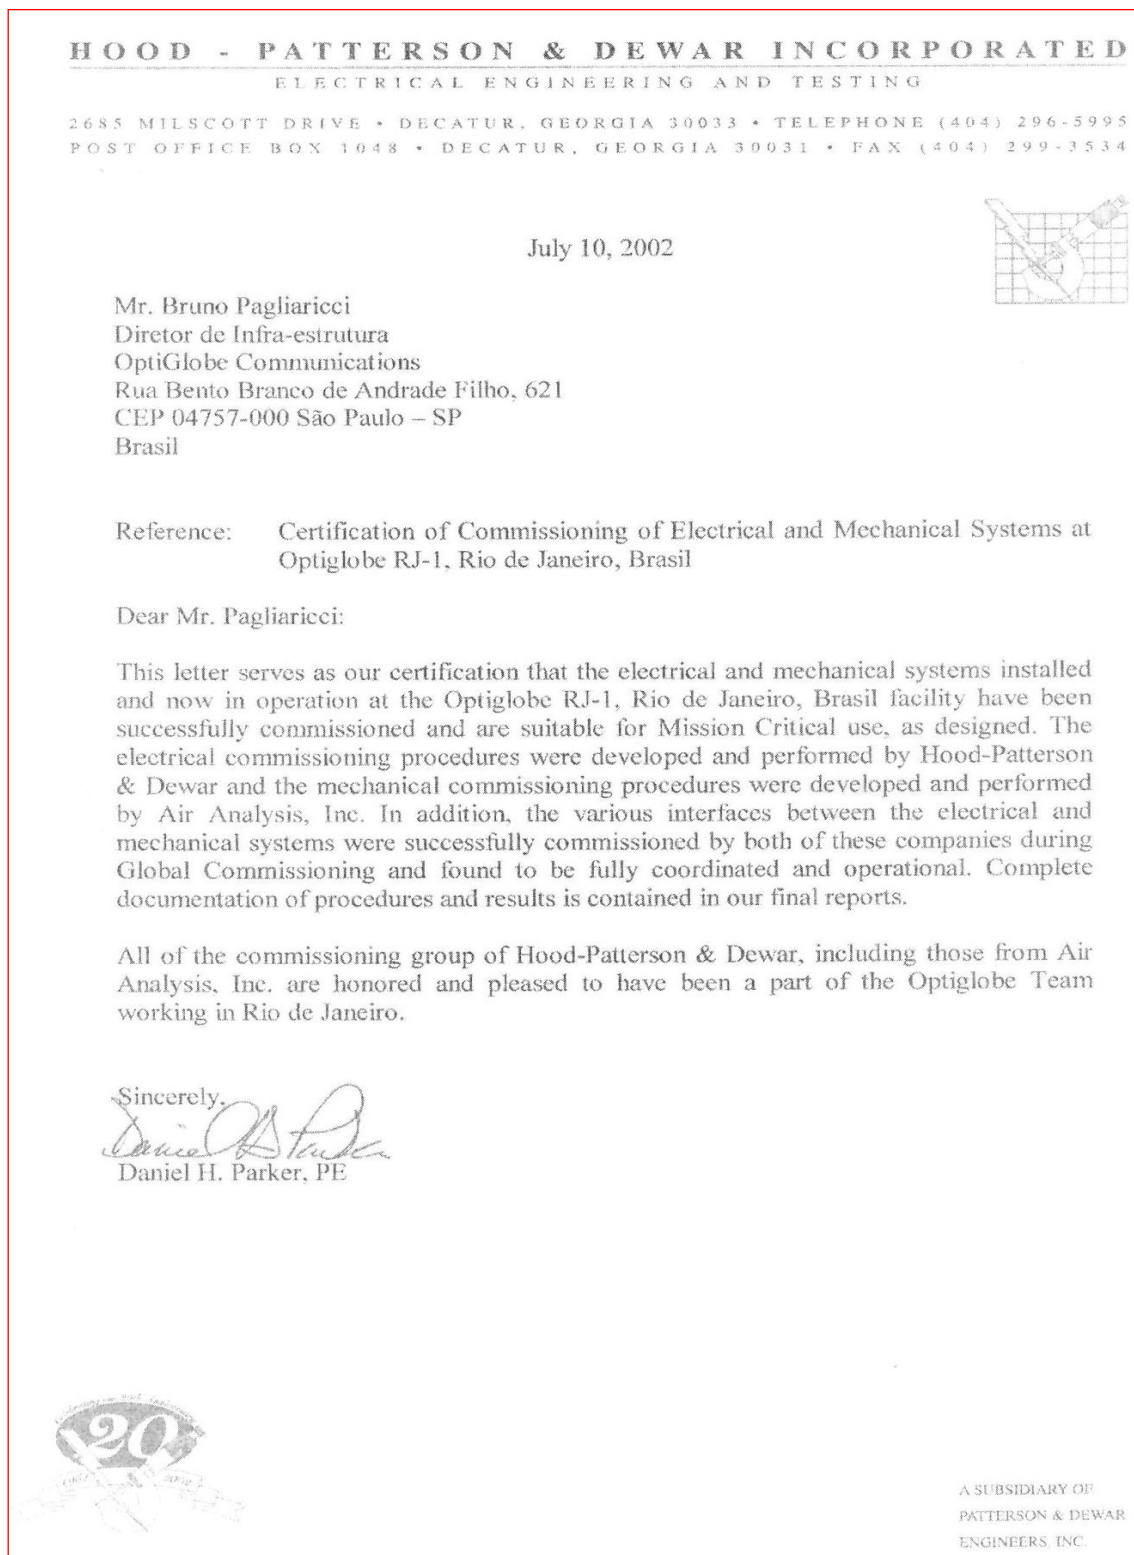 HOOD - PATTERSON & DEWAR INCORPORATED
ELECTRICAL ENGINEERING AND TESTING
2685 MILSCOTT DRIVE • DECATUR, GEORGIA 30033 • TELEPHONE (404) 296-5995
POST OFFICE BOX 1048 • DECATUR, GEORGIA 30031 • FAX (404) 299-3534
July 10, 2002
Mr. Bruno Pagliaricci
Diretor de Infra-estrutura
OptiGlobe Communications
Rua Bento Branco de Andrade Filho, 621
CEP 04757-000 São Paulo – SP
Brasil
Reference: Certification of Commissioning of Electrical and Mechanical Systems at
Optiglobe RJ-1, Rio de Janeiro, Brasil
Dear Mr. Pagliaricci:
This letter serves as our certification that the electrical and mechanical systems installed
and now in operation at the Optiglobe RJ-1, Rio de Janeiro, Brasil facility have been
successfully commissioned and are suitable for Mission Critical use, as designed. The
electrical commissioning procedures were developed and performed by Hood-Patterson
& Dewar and the mechanical commissioning procedures were developed and performed
by Air Analysis, Inc. In addition, the various interfaces between the electrical and
mechanical systems were successfully commissioned by both of these companies during
Global Commissioning and found to be fully coordinated and operational. Complete
documentation of procedures and results is contained in our final reports.
All of the commissioning group of Hood-Patterson & Dewar, including those from Air
Analysis, Inc. are honored and pleased to have been a part of the Optiglobe Team
working in Rio de Janeiro.
Sincerely,
Daniel H. Parker, PE
20
A SUBSIDIARY OF
PATTERSON & DEWAR
ENGINEERS, INC.